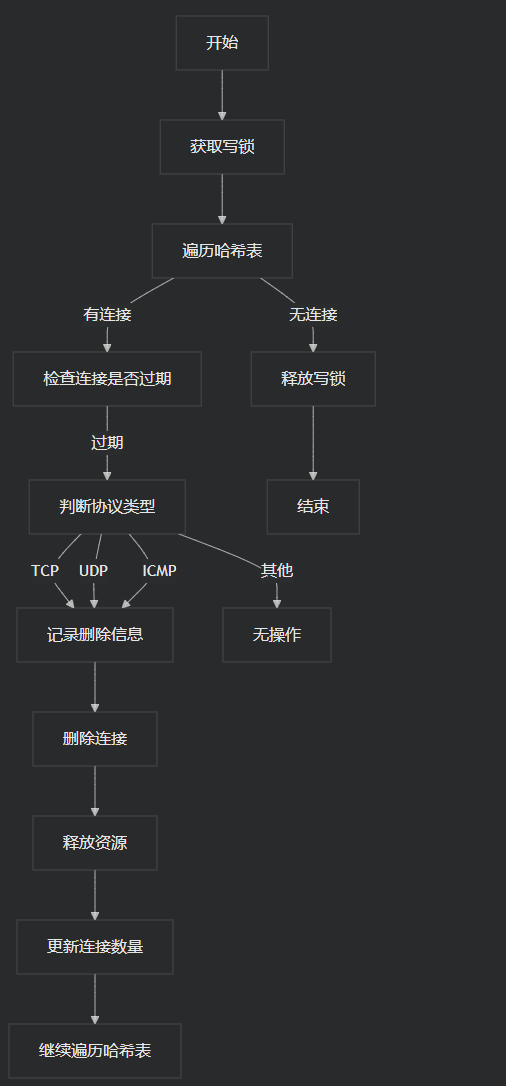 开始
获取写锁
遍历哈希表
有连接
无连接
检查连接是否过期
释放写锁
过期
判断协议类型
结束
TCP
UDP
ICMP
其他
记录删除信息
无操作
删除连接
释放资源
更新连接数量
继续遍历哈希表